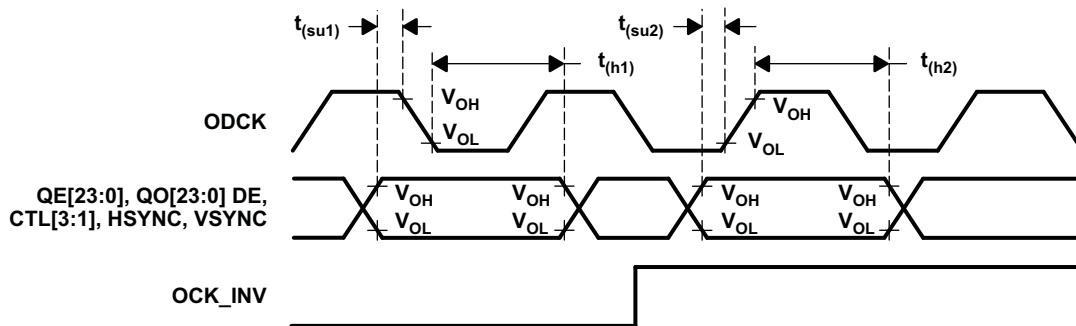 t(su1)
t(su2)
t(h1)
t(h2)
ODCK
VOH
VOL
VOH
VOL
QE[23:0], QO[23:0] DE,
CTL[3:1], HSYNC, VSYNC
VOH
VOH
VOH
VOH
VOL
VOL
VOL
VOL
OCK_INV